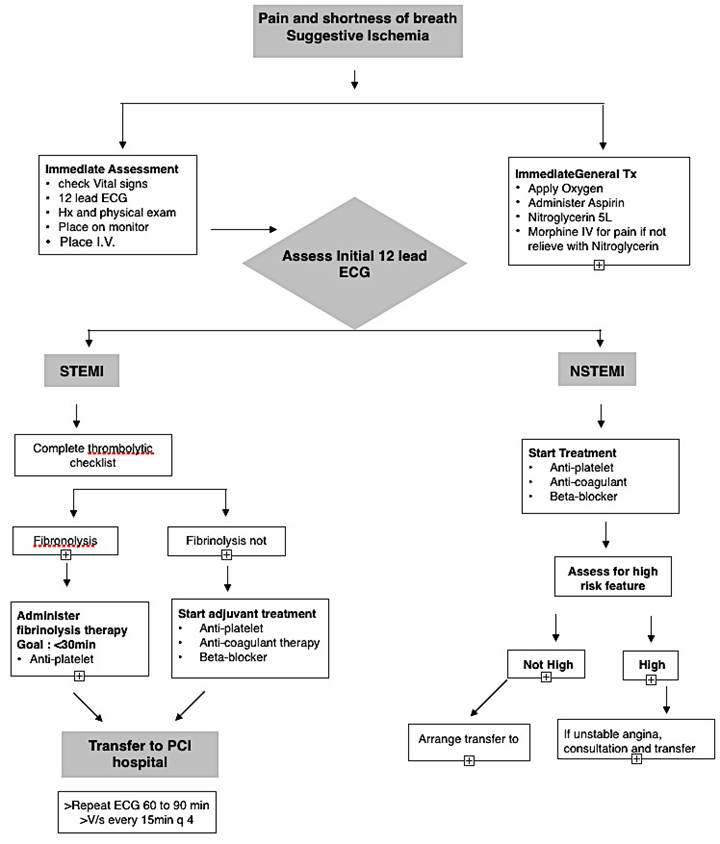 Pain and shortness of breath
Suggestive Ischemia
Immediate Assessment
• check Vital signs
• 12 lead ECG
• Hx and physical exam
• Place on monitor
• Place I.V.
ImmediateGeneral Tx
• Apply Oxygen
• Administer Aspirin
• Nitroglycerin 5L
• Morphine IV for pain if not
relieve with Nitroglycerin
Assess Initial 12 lead
ECG
STEMI
NSTEMI
Complete thrombolytic
checklist
Start Treatment
• Anti-platelet
• Anti-coagulant
• Beta-blocker
Fibronolysis
Fibrinolysis not
Assess for high
risk feature
Administer
fibrinolysis therapy
Goal : <30min
• Anti-platelet
Start adjuvant treatment
• Anti-platelet
• Anti-coagulant therapy
• Beta-blocker
Not High
High
Arrange transfer to
If unstable angina,
consultation and transfer
Transfer to PCI
hospital
>Repeat ECG 60 to 90 min
>V/s every 15min q 4